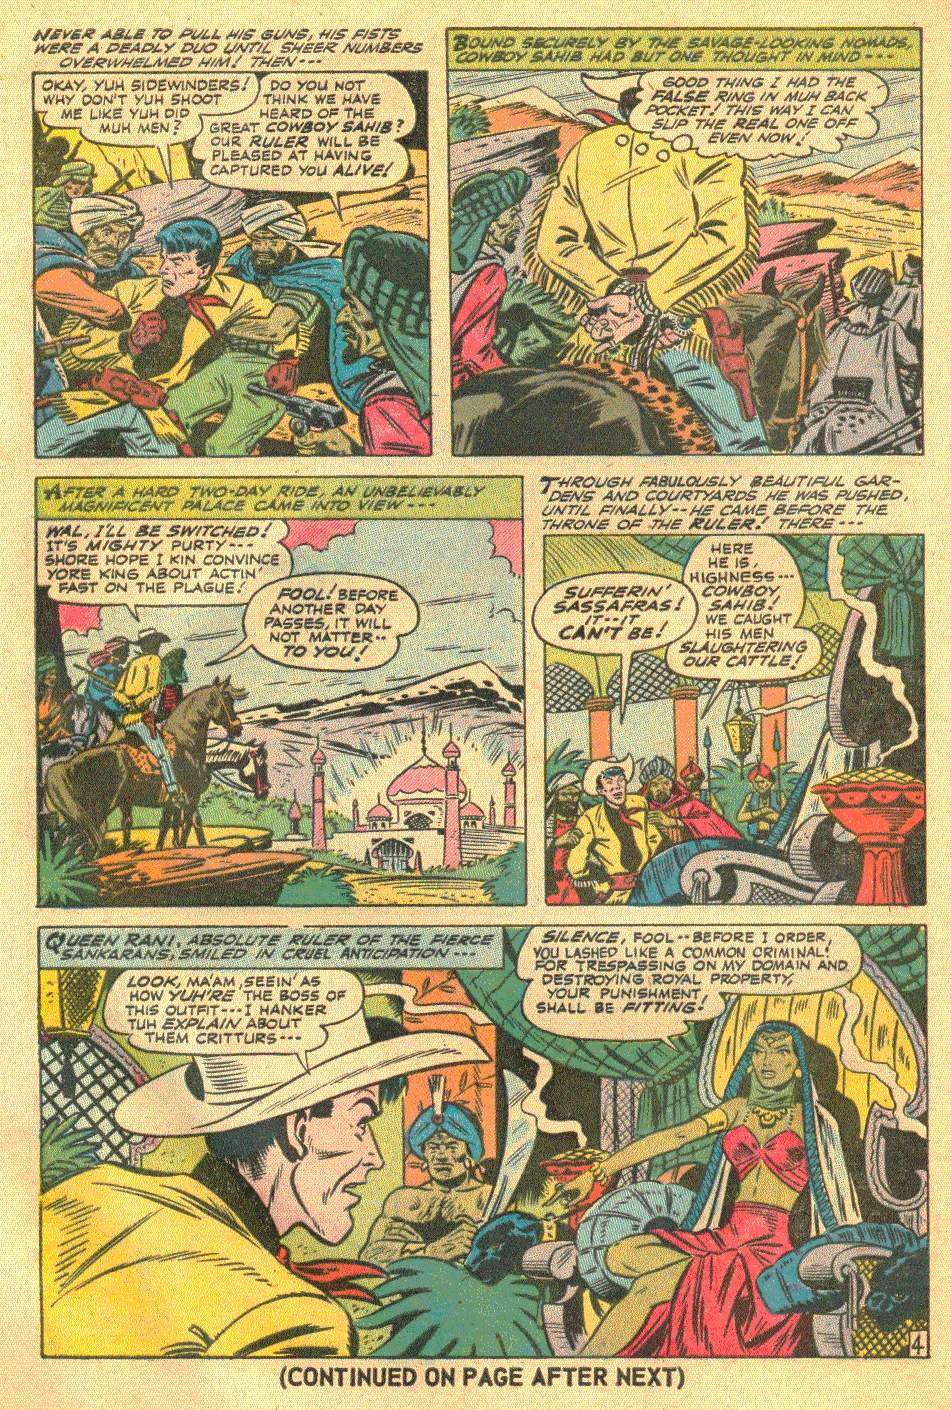 NEVER ABLE TO PULL HIS GUNS, HIS FISTS
WERE A DEADLY DUO UNTIL SHEER NUMBERS
OVERWHELMED HIM! THEN---
OKAY, YUH SIDEWINDERS!
WHY DON'T YUH SHOOT
ME LIKE YUH DID
MUH MEN?
DO YOU NOT
THINK WE HAVE
HEARD OF THE
GREAT COWBOY SAHIB?
OUR RULER WILL BE
PLEASED AT HAVING
CAPTURED YOU ALIVE!
BOUND SECURELY BY THE SAVAGE-LOOKING NOMADS,
COWBOY SAHIB HAD BUT ONE THOUGHT IN MIND---
GOOD THING I HAD THE
FALSE RING IN MUH BACK
POCKET! THIS WAY I CAN
SLIP THE REAL ONE OFF
EVEN NOW!
AFTER A HARD TWO-DAY RIDE, AN UNBELIEVABLY
MAGNIFICENT PALACE CAME INTO VIEW---
WAL, I'LL BE SWITCHED!
IT'S MIGHTY PURTY---
SHORE HOPE I KIN CONVINCE
YORE KING ABOUT ACTIN'
FAST ON THE PLAGUE!
FOOL! BEFORE
ANOTHER DAY
PASSES, IT WILL
NOT MATTER--
TO YOU!
THROUGH FABULOUSLY BEAUTIFUL GAR-
DENS AND COURTYARDS HE WAS PUSHED,
UNTIL FINALLY--HE CAME BEFORE THE
THRONE OF THE RULER! THERE---
SUFFERIN'
SASSAFRAS!
IT--IT
CAN'T BE!
HERE
HE IS,
HIGHNESS---
COWBOY
SAHIB!
WE CAUGHT
HIS MEN
SLAUGHTERING
OUR CATTLE!
QUEEN RANI, ABSOLUTE RULER OF THE FIERCE
SANKARANS, SMILED IN CRUEL ANTICIPATION---
LOOK, MA'AM, SEEIN' AS
HOW YUH'RE THE BOSS OF
THIS OUTFIT---I HANKER
TUH EXPLAIN ABOUT
THEM CRITTURS---
SILENCE, FOOL--BEFORE I ORDER
YOU LASHED LIKE A COMMON CRIMINAL!
FOR TRESPASSING ON MY DOMAIN AND
DESTROYING ROYAL PROPERTY,
YOUR PUNISHMENT
SHALL BE FITTING!
4
(CONTINUED ON PAGE AFTER NEXT)